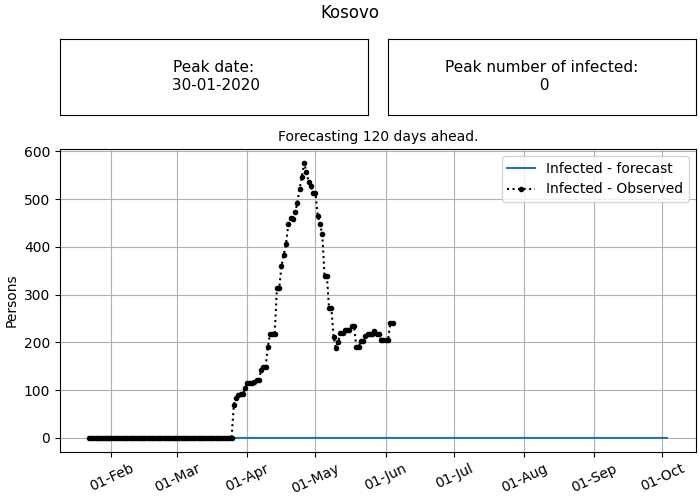 Kosovo
Peak date:
30-01-2020
Peak number of infected:
0
Forecasting 120 days ahead.
Infected - forecast
Infected - Observed
Persons
600
500
400
300
200
100
0
01-Feb
01-Mar
01-Apr
01-May
01-Jun
01-Jul
01-Aug
01-Sep
01-Oct